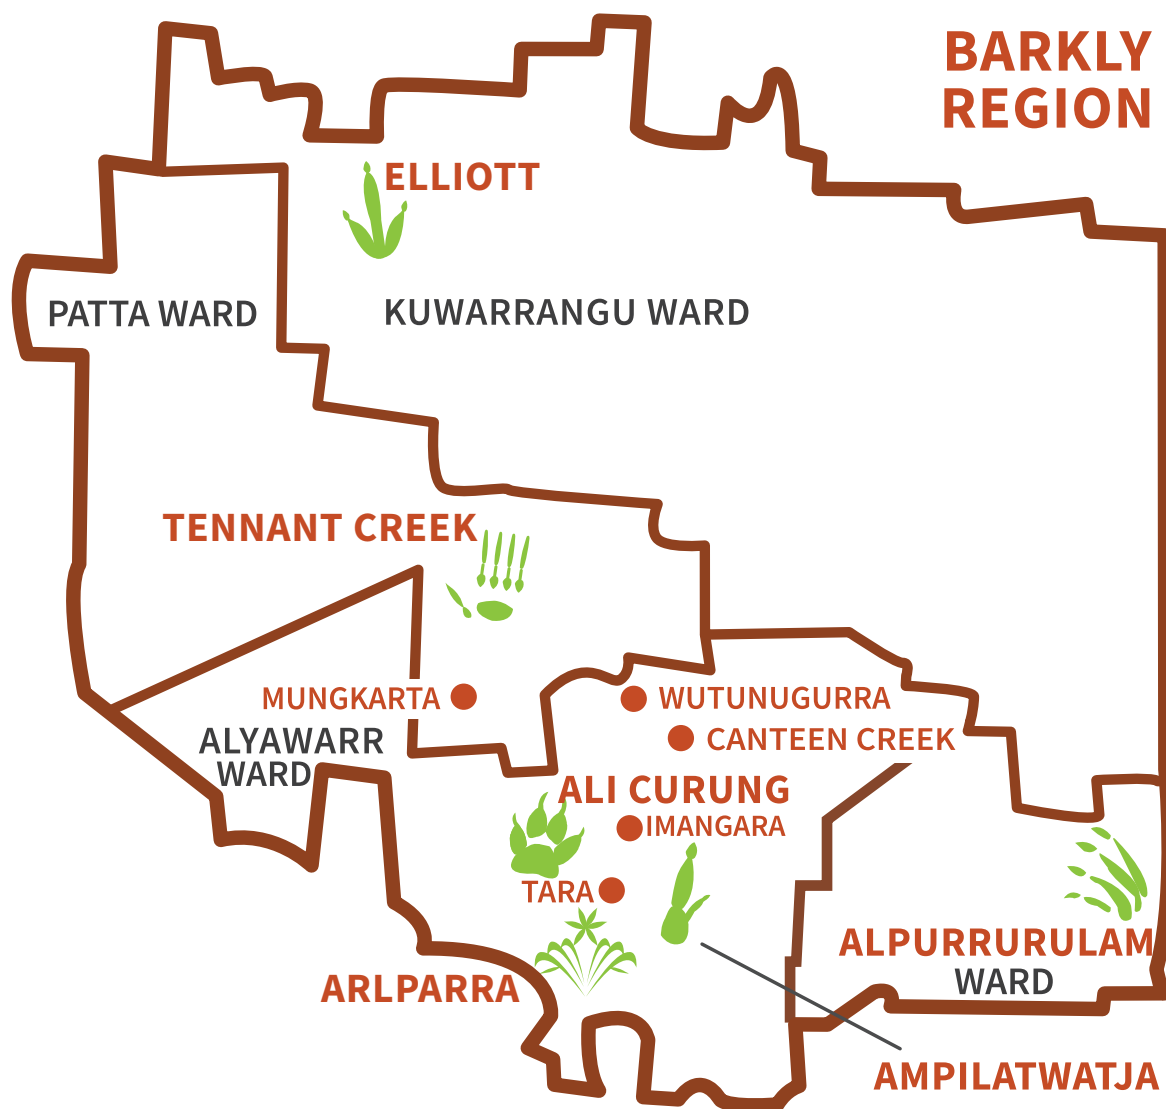 BARKLY
REGION
ELLIOTT
PATTA WARD
KUWARRANGU WARD
TENNANT CREEK
MUNGKARTA
WUTUNUGURRA
ALYAWARR
WARD
CANTEEN CREEK
ALI CURUNG
IMANGARA
TARA
ALPURRURULAM
WARD
ARLPARRA
AMPILATWATJA